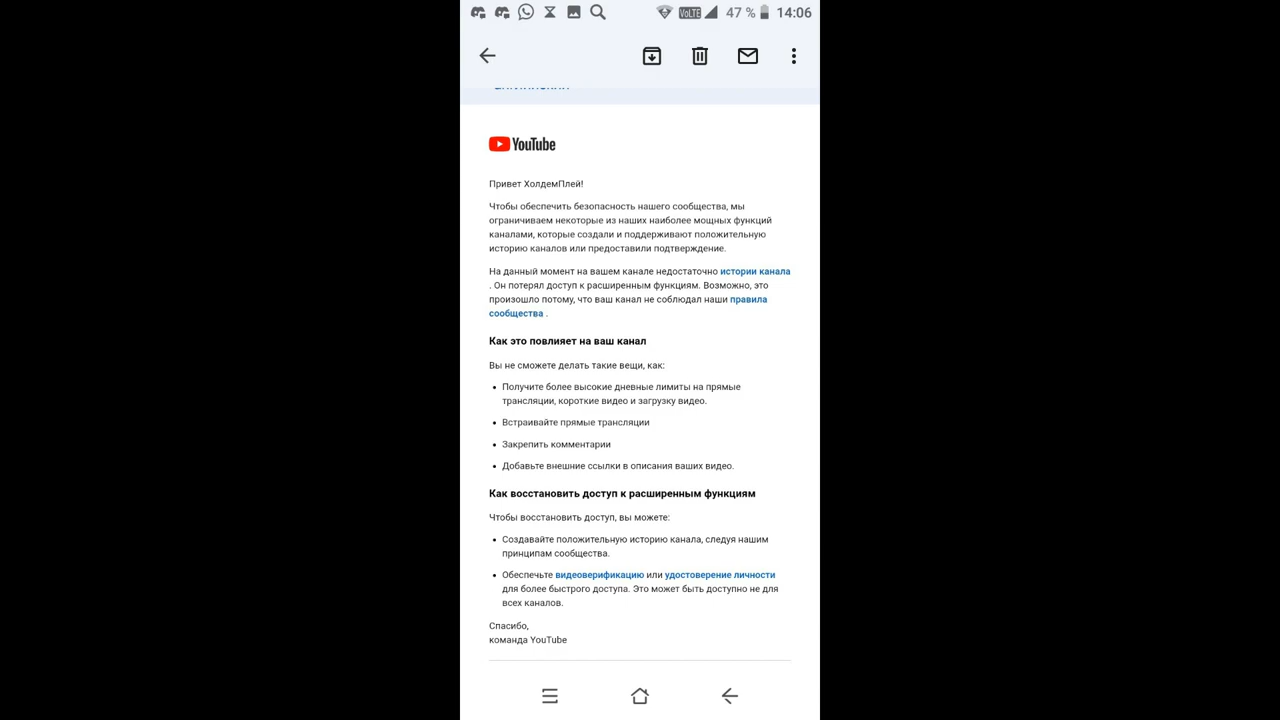 VoLTE 47 % 14:06
YouTube
Привет ХолдемПлей!
Чтобы обеспечить безопасность нашего сообщества, мы
ограничиваем некоторые из наших наиболее мощных функций
каналами, которые создали и поддерживают положительную
историю каналов или предоставили подтверждение.
На данный момент на вашем канале недостаточно истории канала
. Он потерял доступ к расширенным функциям. Возможно, это
произошло потому, что ваш канал не соблюдал наши правила
сообщества .
Как это повлияет на ваш канал
Вы не сможете делать такие вещи, как:
• Получите более высокие дневные лимиты на прямые
трансляции, короткие видео и загрузку видео.
• Встраивайте прямые трансляции
• Закрепить комментарии
• Добавьте внешние ссылки в описания ваших видео.
Как восстановить доступ к расширенным функциям
Чтобы восстановить доступ, вы можете:
• Создавайте положительную историю канала, следуя нашим
принципам сообщества.
• Обеспечьте видеоверификацию или удостоверение личности
для более быстрого доступа. Это может быть доступно не для
всех каналов.
Спасибо,
команда YouTube